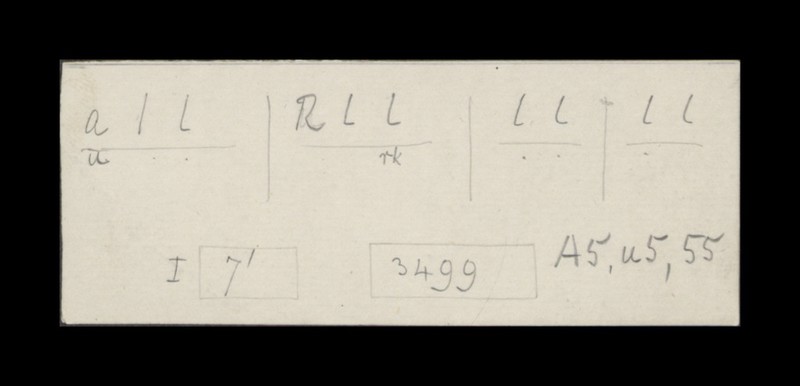 a l l | R l l | l l | l l
u . . rk . . .
I 7' 3499 A5, u5, 55